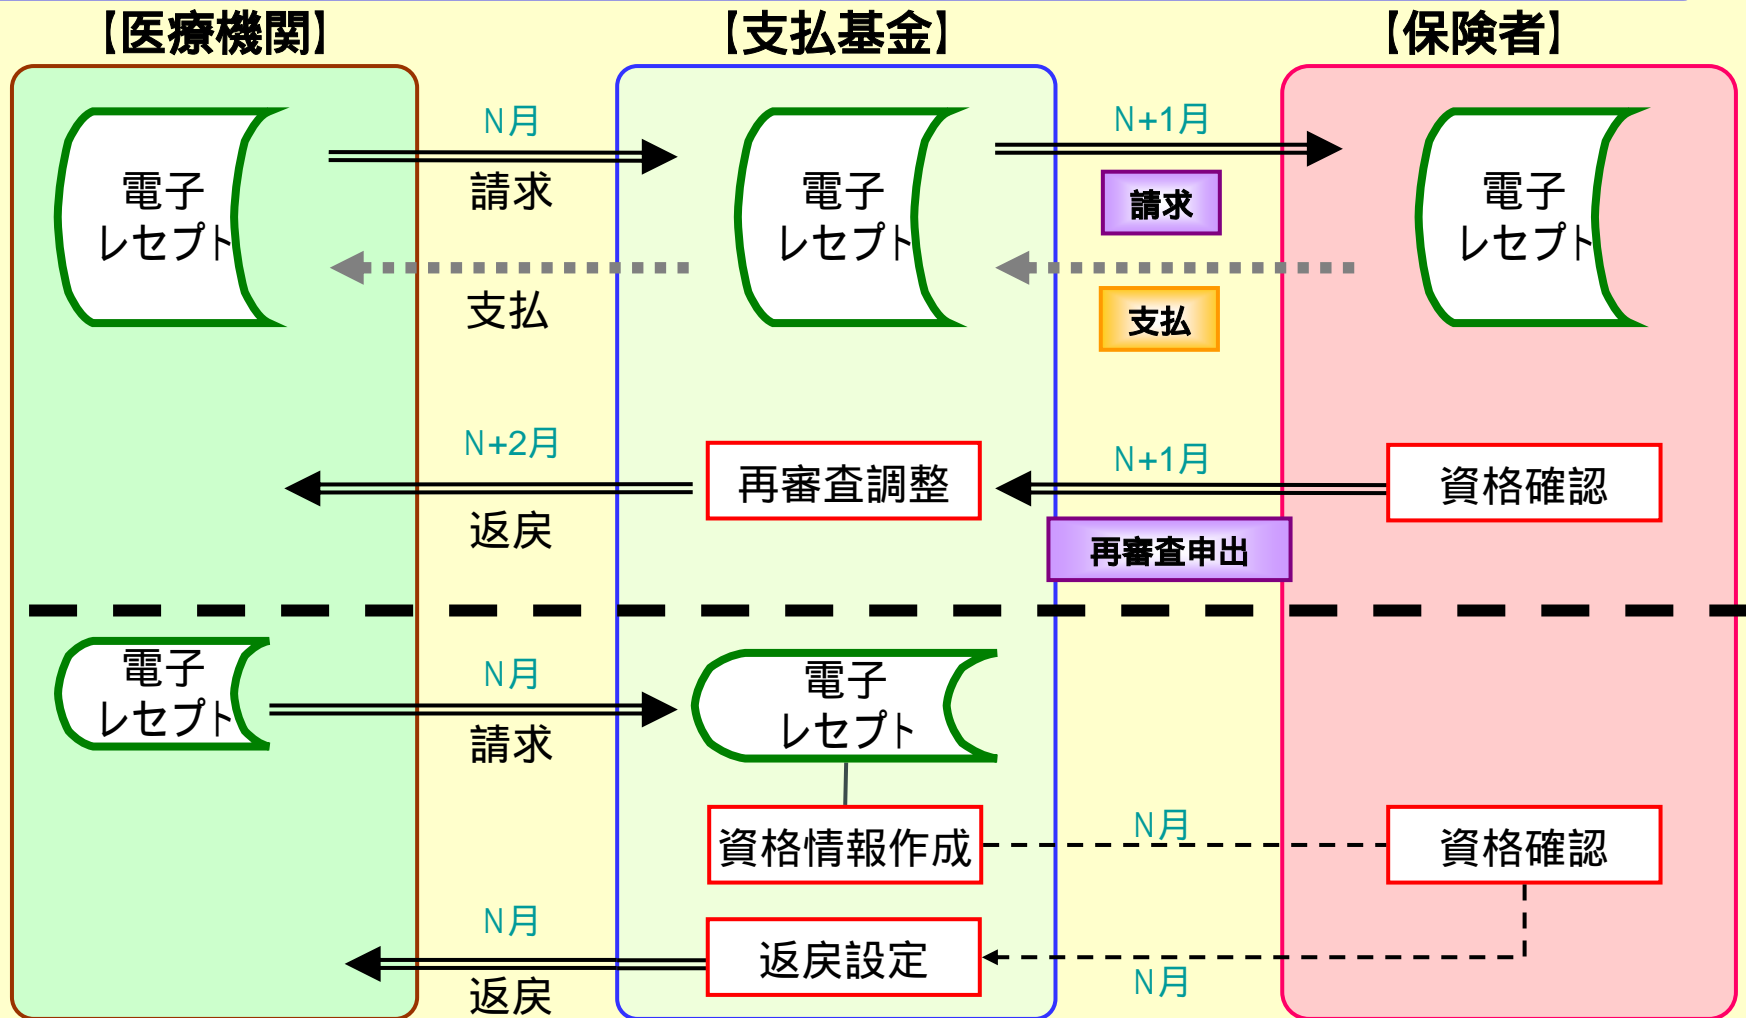 【医療機関】
【支払基金】
【保険者】
N月
N+1月
電子
レセプト
請求
電子
レセプト
請求
電子
レセプト
支払
支払
N+2月
再審査調整
N+1月
資格確認
返戻
再審査申出
電子
レセプト
N月
請求
電子
レセプト
資格情報作成
N月
資格確認
N月
返戻設定
返戻
N月